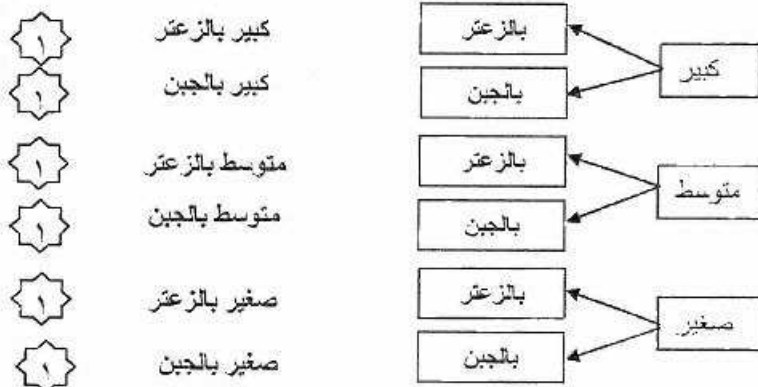 كبير
بالزعتر
كبير بالزعتر
١
بالجبن
كبير بالجبن
١
متوسط
بالزعتر
متوسط بالزعتر
١
بالجبن
متوسط بالجبن
١
صغير
بالزعتر
صغير بالزعتر
١
بالجبن
صغير بالجبن
١